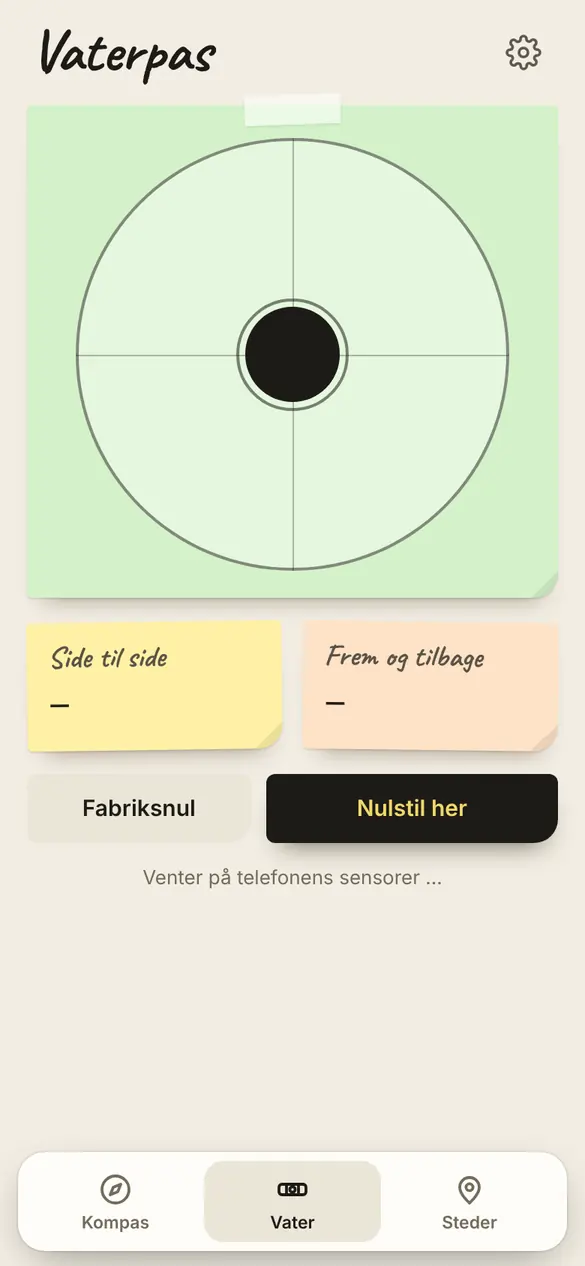 Vaterpas
Side til side
–
Frem og tilbage
–
Fabriksnul
Nulstil her
Venter på telefonens sensorer ...
Kompas
Vater
Steder